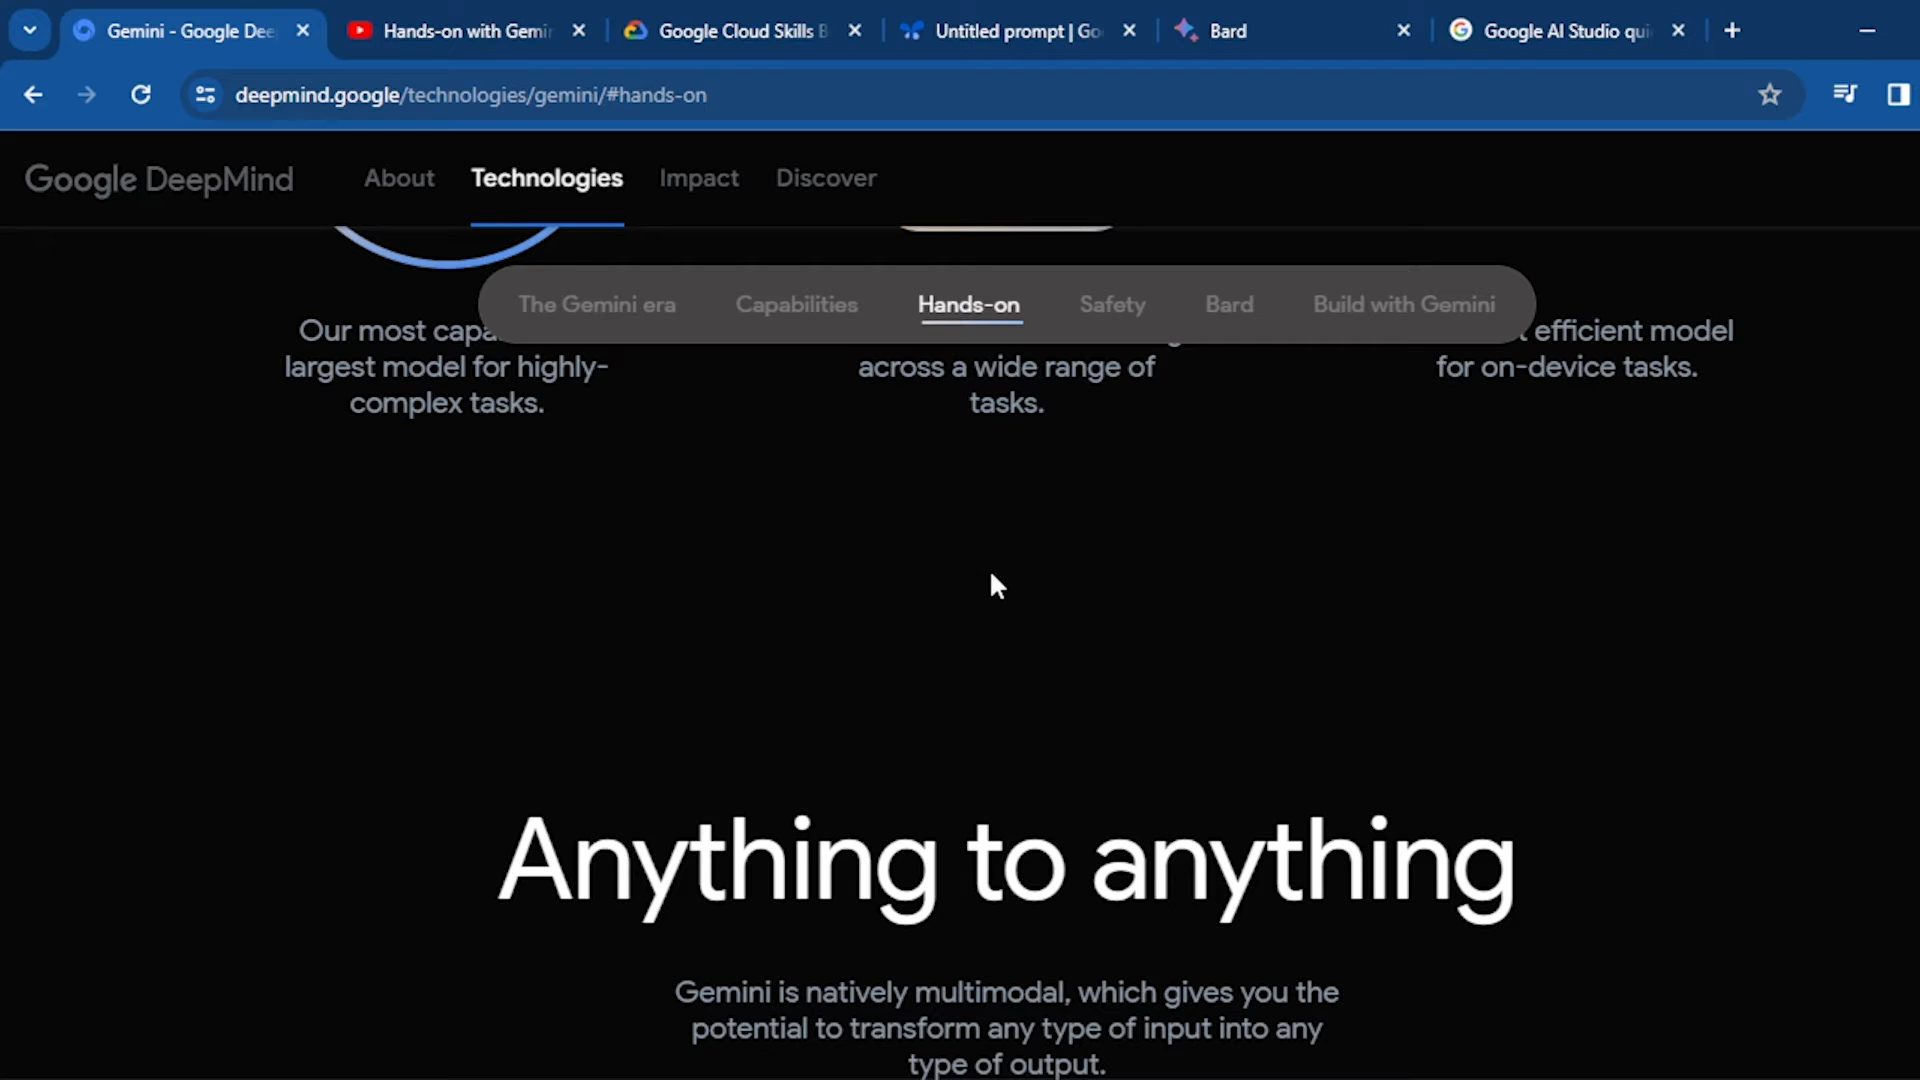 Gemini - Google Dee
Hands-on with Gemin
Google Cloud Skills B
Untitled prompt | Go
Bard
Google AI Studio qui
deepmind.google/technologies/gemini/#hands-on
Google DeepMind
About
Technologies
Impact
Discover
The Gemini era
Capabilities
Hands-on
Safety
Bard
Build with Gemini
Our most capa
largest model for highly-
complex tasks.
across a wide range of
tasks.
efficient model
for on-device tasks.
Anything to anything
Gemini is natively multimodal, which gives you the
potential to transform any type of input into any
type of output.